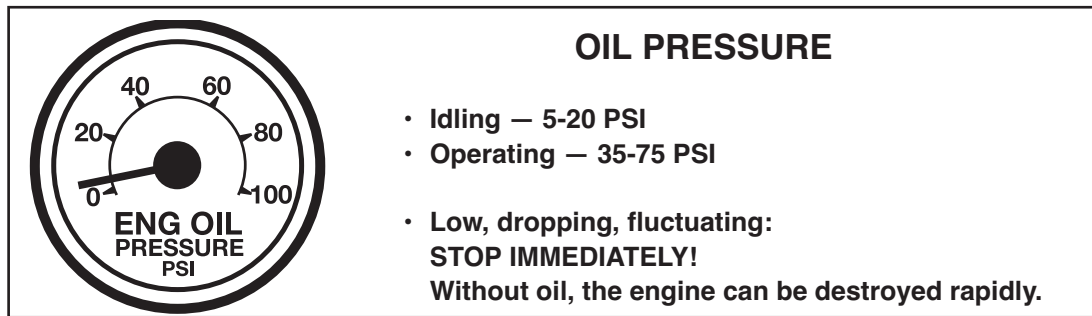 OIL PRESSURE
40
60
20
80
0
100
ENG OIL
PRESSURE
PSI
· Idling — 5-20 PSI
· Operating — 35-75 PSI
· Low, dropping, fluctuating:
STOP IMMEDIATELY!
Without oil, the engine can be destroyed rapidly.